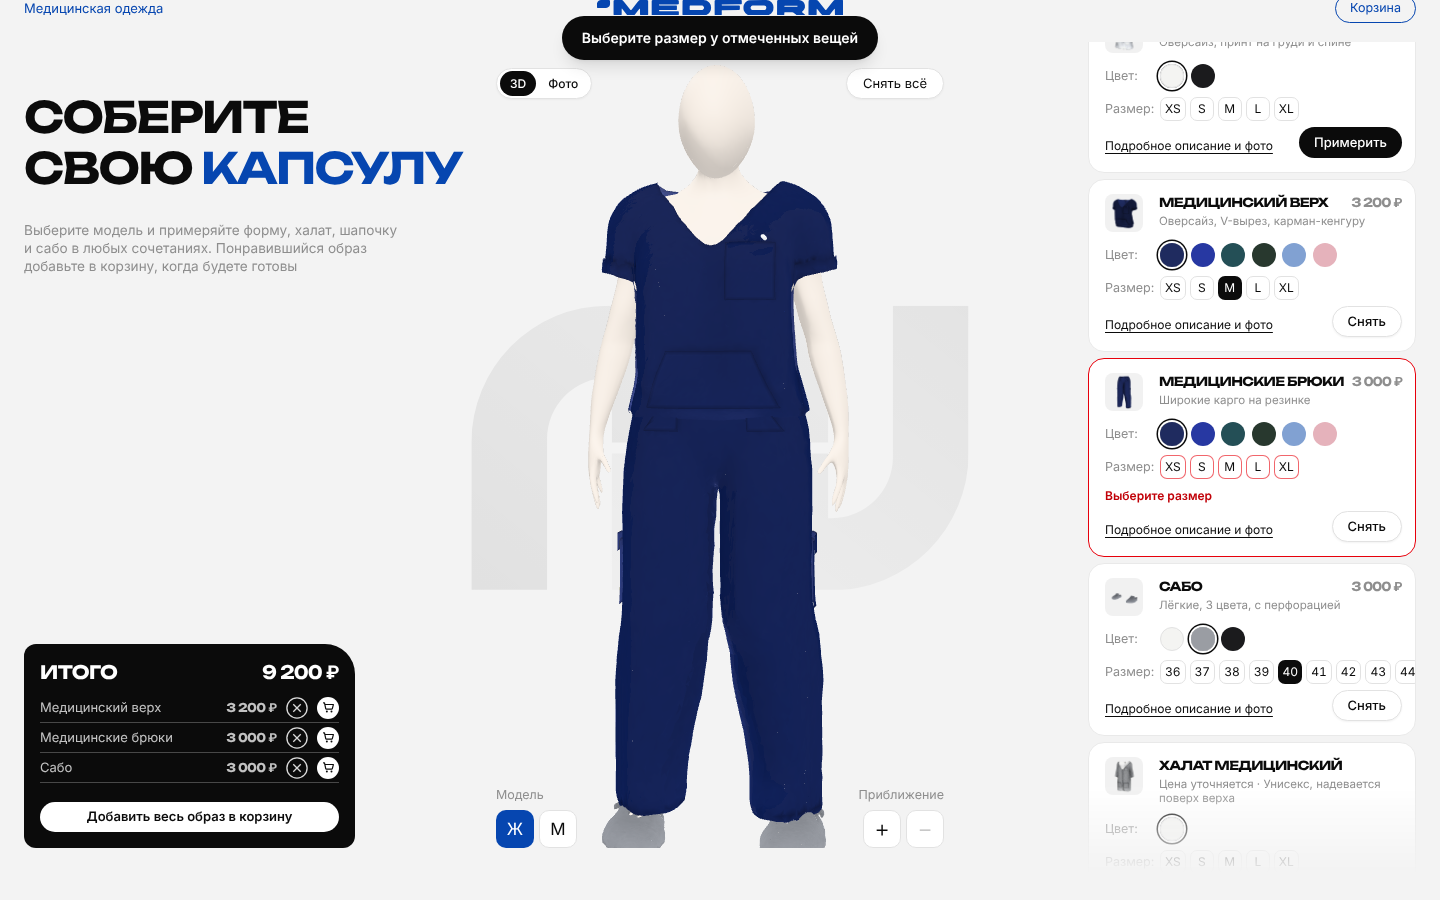 Медицинская одежда
MEDFORM
Корзина
Выберите размер у отмеченных вещей
3D
Фото
Снять всё
СОБЕРИТЕ
СВОЮ КАПСУЛУ
Выберите модель и примеряйте форму, халат, шапочку
и сабо в любых сочетаниях. Понравившийся образ
добавьте в корзину, когда будете готовы
ИТОГО 9 200 ₽
Медицинский верх 3 200 ₽
Медицинские брюки 3 000 ₽
Сабо 3 000 ₽
Добавить весь образ в корзину
Модель
Ж М
Приближение
+ −
Оверсайз, принт на груди и спине
Цвет:
Размер: XS S M L XL
Подробное описание и фото Примерить
МЕДИЦИНСКИЙ ВЕРХ 3 200 ₽
Оверсайз, V-вырез, карман-кенгуру
Цвет:
Размер: XS S M L XL
Подробное описание и фото Снять
МЕДИЦИНСКИЕ БРЮКИ 3 000 ₽
Широкие карго на резинке
Цвет:
Размер: XS S M L XL
Выберите размер
Подробное описание и фото Снять
САБО 3 000 ₽
Лёгкие, 3 цвета, с перфорацией
Цвет:
Размер: 36 37 38 39 40 41 42 43 44
Подробное описание и фото Снять
ХАЛАТ МЕДИЦИНСКИЙ
Цена уточняется · Унисекс, надевается
поверх верха
Цвет:
Размер: XS S M L XL